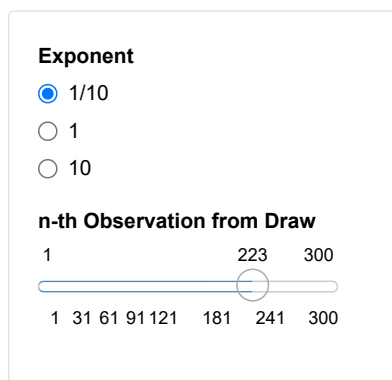 Exponent
1/10
1
10
n-th Observation from Draw
1 223 300
1 31 61 91 121 181 241 300